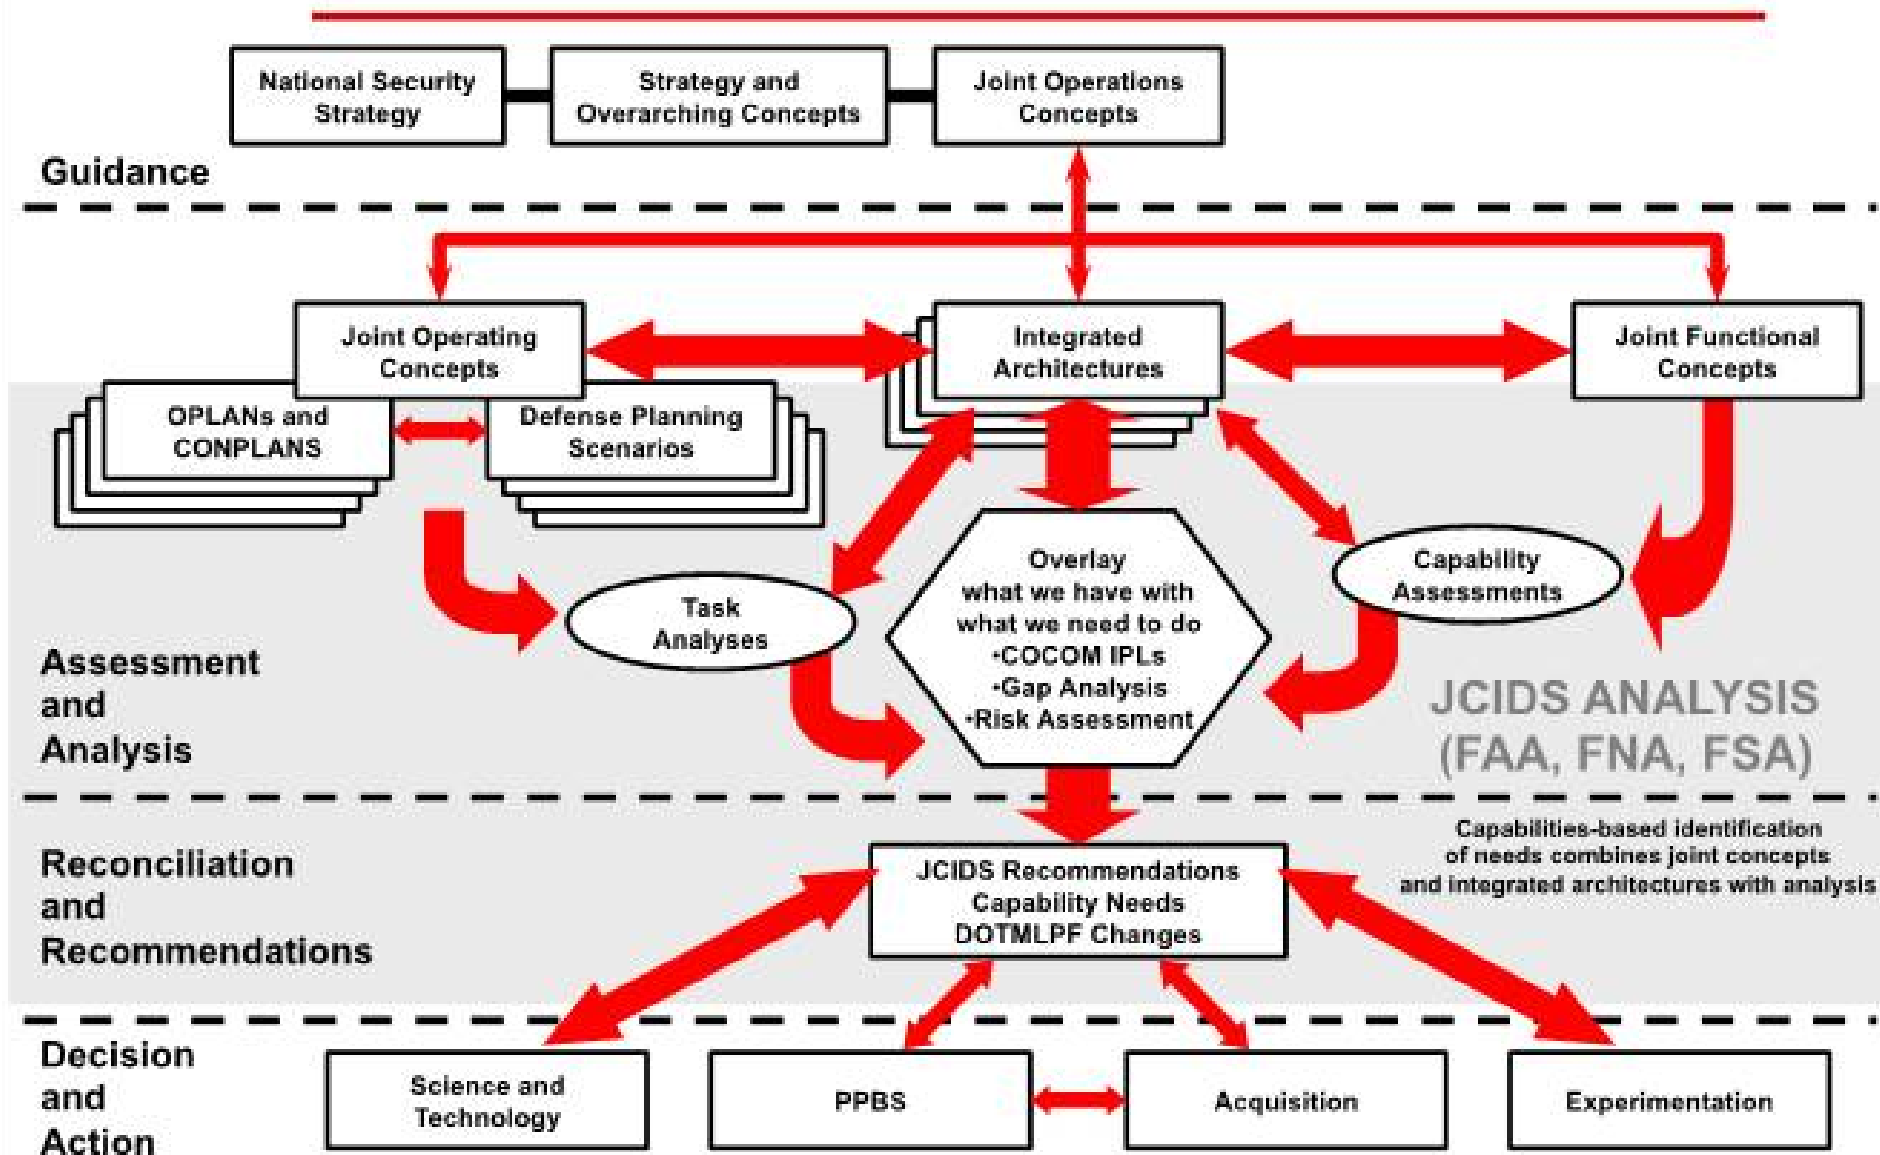 National Security
Strategy
Strategy and
Overarching Concepts
Joint Operations
Concepts
Guidance
Joint Operating
Concepts
Integrated
Architectures
Joint Functional
Concepts
OPLANs and
CONPLANS
Defense Planning
Scenarios
Task
Analyses
Overlay
what we have with
what we need to do
•COCOM IPLs
•Gap Analysis
•Risk Assessment
Capability
Assessments
Assessment
and
Analysis
JCIDS ANALYSIS
(FAA, FNA, FSA)
Capabilities-based identification
of needs combines joint concepts
and integrated architectures with analysis
Reconciliation
and
Recommendations
JCIDS Recommendations
Capability Needs
DOTMLPF Changes
Decision
and
Action
Science and
Technology
PPBS
Acquisition
Experimentation